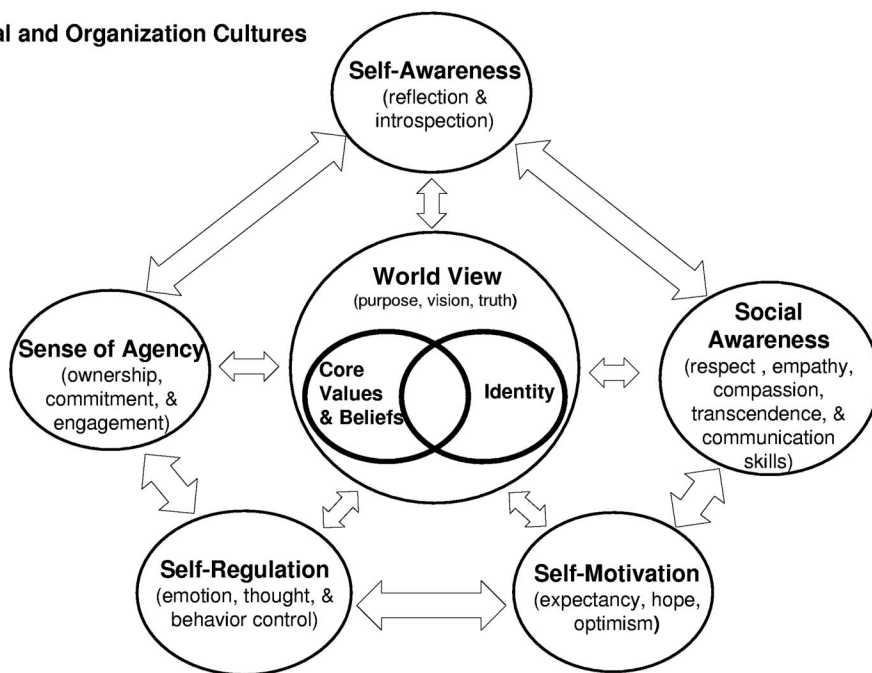 al and Organization Cultures
Self-Awareness
(reflection &
introspection)
World View
(purpose, vision, truth)
Core
Values
& Beliefs
Identity
Sense of Agency
(ownership,
commitment, &
engagement)
Social
Awareness
(respect , empathy,
compassion,
transcendence, &
communication
skills)
Self-Regulation
(emotion, thought, &
behavior control)
Self-Motivation
(expectancy, hope,
optimism)